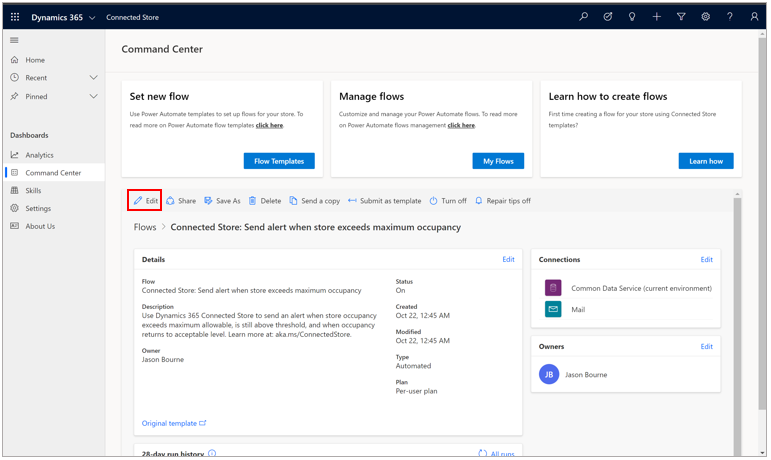 Dynamics 365 Connected Store
Command Center
Home
Recent
Pinned
Dashboards
Analytics
Command Center
Skills
Settings
About Us
Set new flow
Use Power Automate templates to set up flows for your store. To
read more on Power Automate flow templates click here.
Flow Templates
Manage flows
Customize and manage your Power Automate flows. To read more
on Power Automate flows management click here.
My Flows
Learn how to create flows
First time creating a flow for your store using Connected Store
templates?
Learn how
Edit Share Save As Delete Send a copy Submit as template Turn off Repair tips off
Flows > Connected Store: Send alert when store exceeds maximum occupancy
Details Edit
Flow
Connected Store: Send alert when store exceeds maximum occupancy
Description
Use Dynamics 365 Connected Store to send an alert when store occupancy
exceeds maximum allowable, is still above threshold, and when occupancy
returns to acceptable level. Learn more at: aka.ms/ConnectedStore.
Owner
Jason Bourne
Status
On
Created
Oct 22, 12:45 AM
Modified
Oct 22, 12:45 AM
Type
Automated
Plan
Per-user plan
Original template
Connections Edit
Common Data Service (current environment)
Mail
Owners Edit
JB Jason Bourne
28-day run history All runs